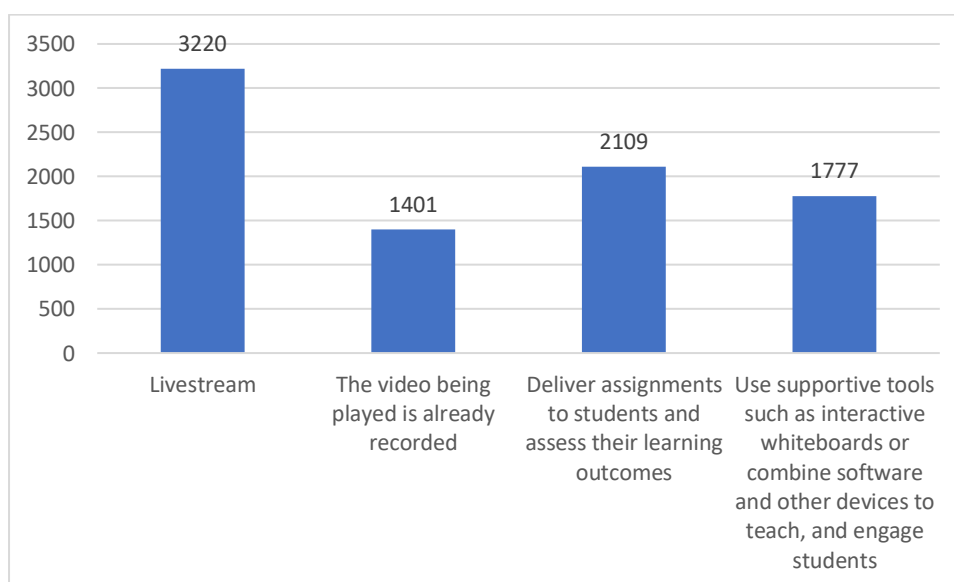 3500
3000
2500
2000
1500
1000
500
0
3220
1401
2109
1777
Livestream
The video being
played is already
recorded
Deliver assignments
to students and
assess their learning
outcomes
Use supportive tools
such as interactive
whiteboards or
combine software
and other devices to
teach, and engage
students